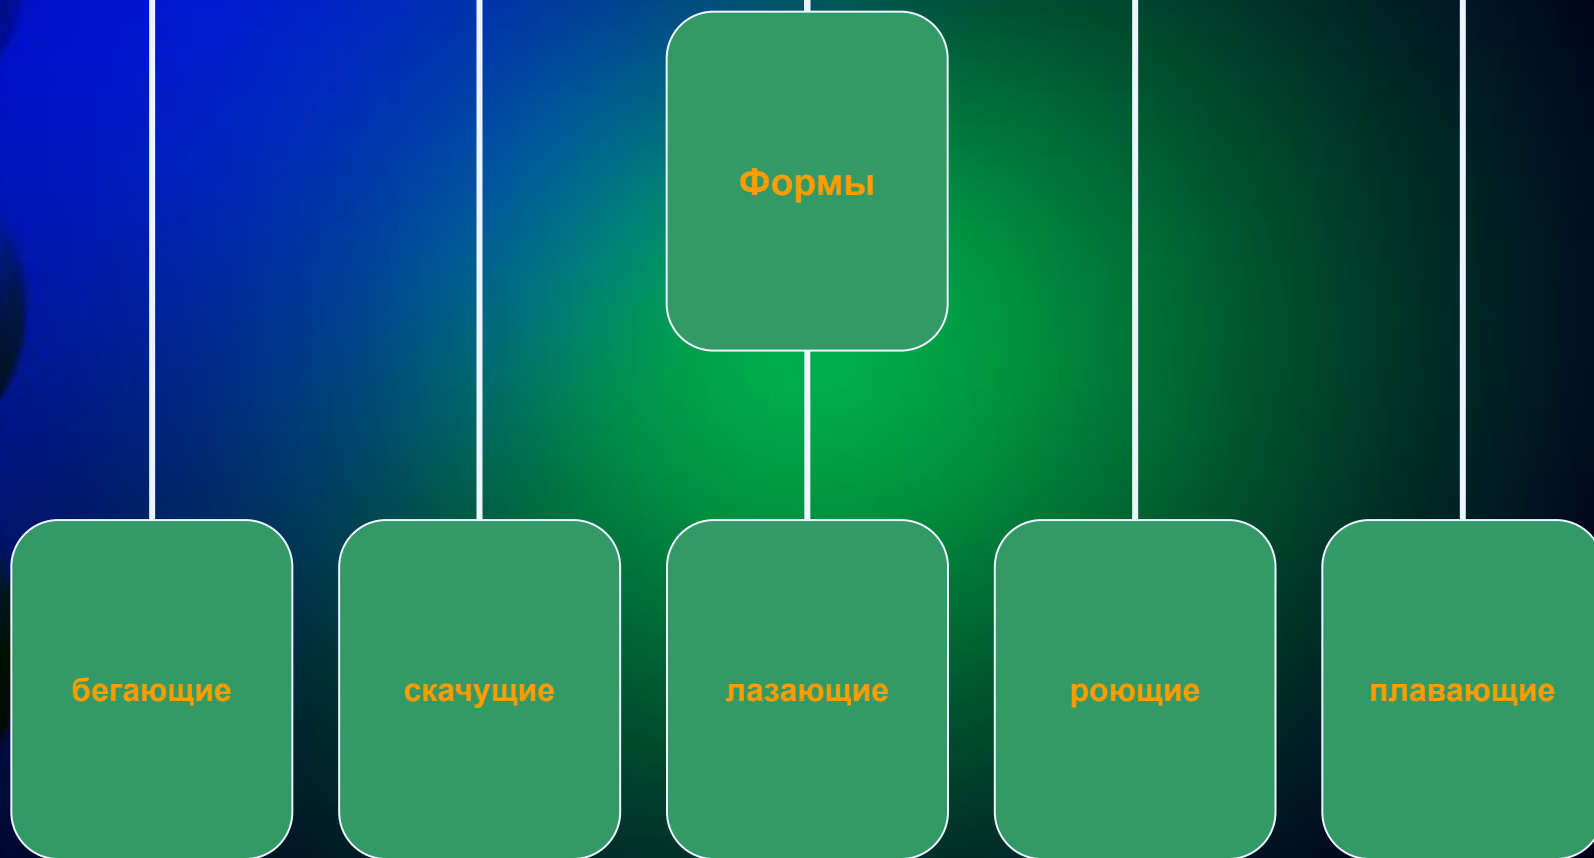 Формы
бегающие
скачущие
лазающие
роющие
плавающие